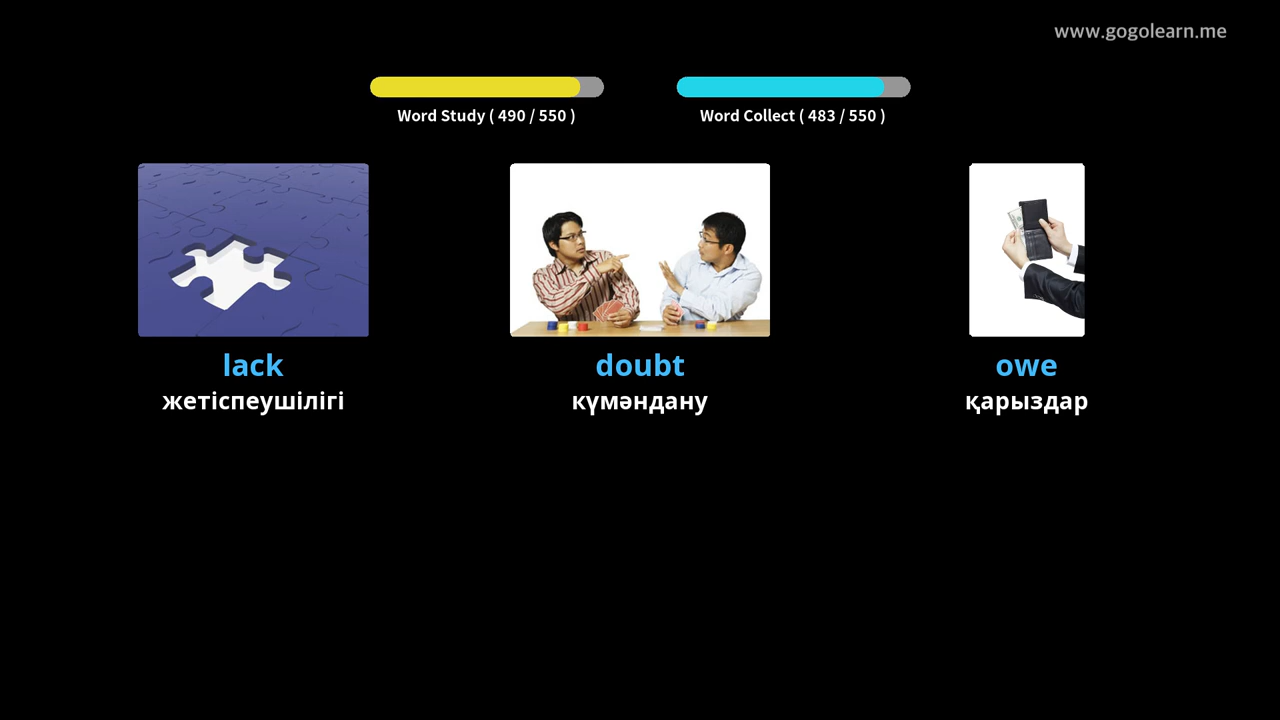 www.gogolearn.me
Word Study ( 490 / 550 )
Word Collect ( 483 / 550 )
lack
doubt
owe
жетіспеушілігі
күмәндану
қарыздар